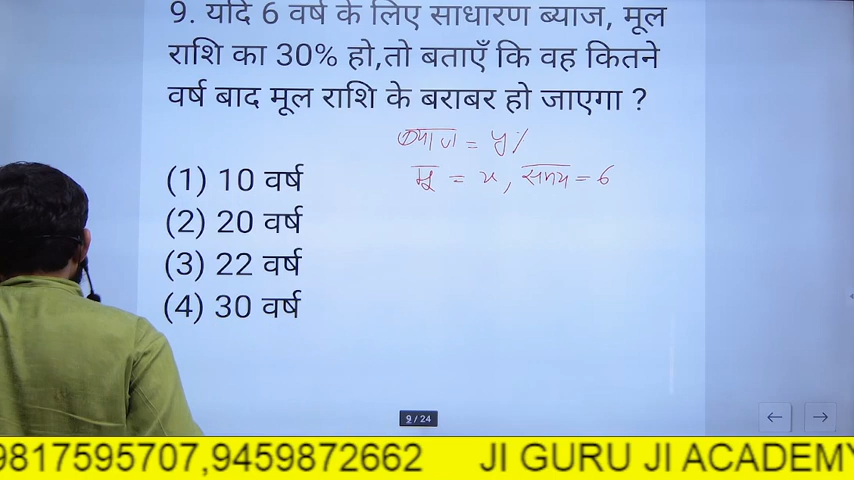 9. यदि 6 वर्ष के लिए साधारण ब्याज, मूल
राशि का 30% हो,तो बताएँ कि वह कितने
वर्ष बाद मूल राशि के बराबर हो जाएगा ?
ब्याज = y%
मू = x, समय = 6
(1) 10 वर्ष
(2) 20 वर्ष
(3) 22 वर्ष
(4) 30 वर्ष
9 / 24
9817595707,9459872662 JI GURU JI ACADEMY